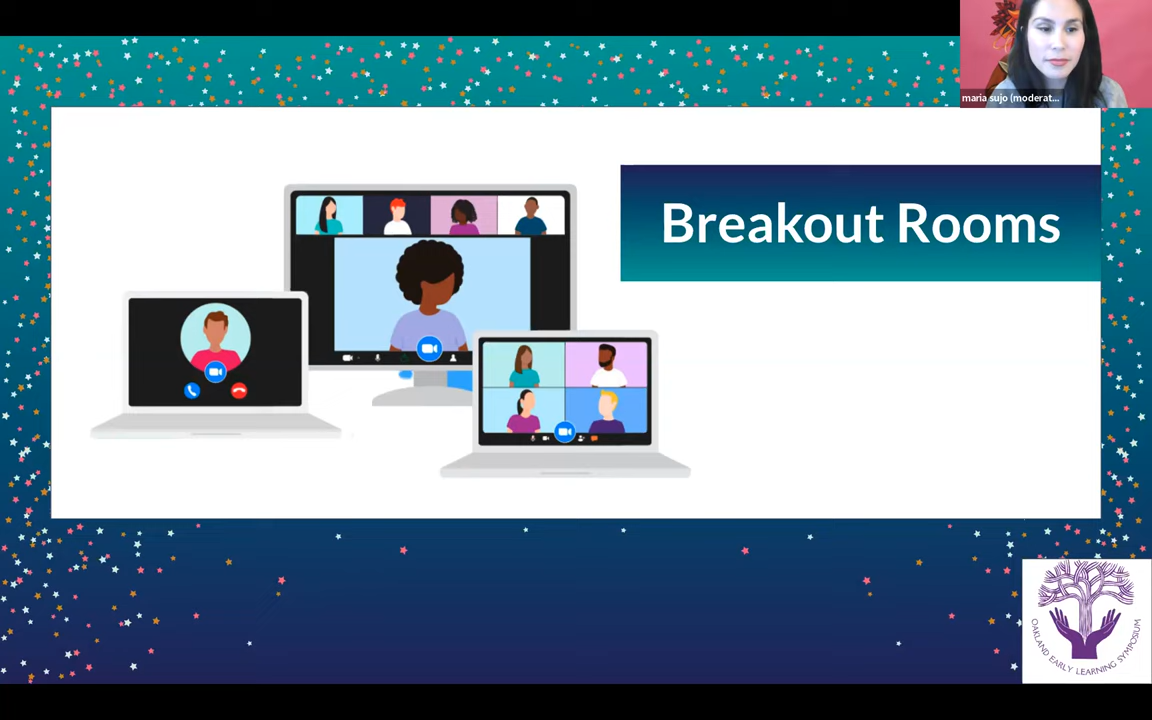 maria sujo (moderat...
Breakout Rooms
OAKLAND EARLY LEARNING SYMPOSIUM